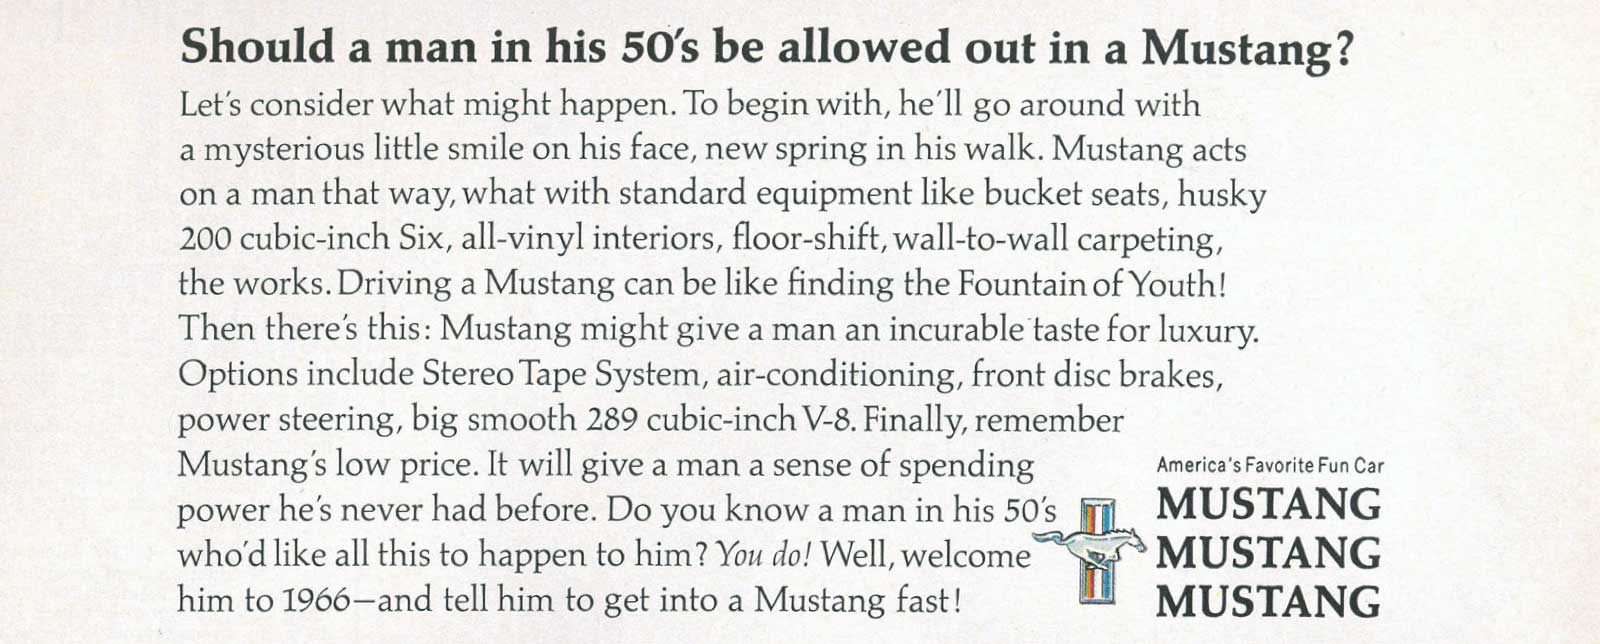 Should a man in his 50's be allowed out in a Mustang?
Let's consider what might happen. To begin with, he'll go around with
a mysterious little smile on his face, new spring in his walk. Mustang acts
on a man that way, what with standard equipment like bucket seats, husky
200 cubic-inch Six, all-vinyl interiors, floor-shift, wall-to-wall carpeting,
the works. Driving a Mustang can be like finding the Fountain of Youth!
Then there's this: Mustang might give a man an incurable taste for luxury.
Options include Stereo Tape System, air-conditioning, front disc brakes,
power steering, big smooth 289 cubic-inch V-8. Finally, remember
Mustang's low price. It will give a man a sense of spending
power he's never had before. Do you know a man in his 50's
who'd like all this to happen to him? You do! Well, welcome
him to 1966—and tell him to get into a Mustang fast!
America's Favorite Fun Car
MUSTANG
MUSTANG
MUSTANG